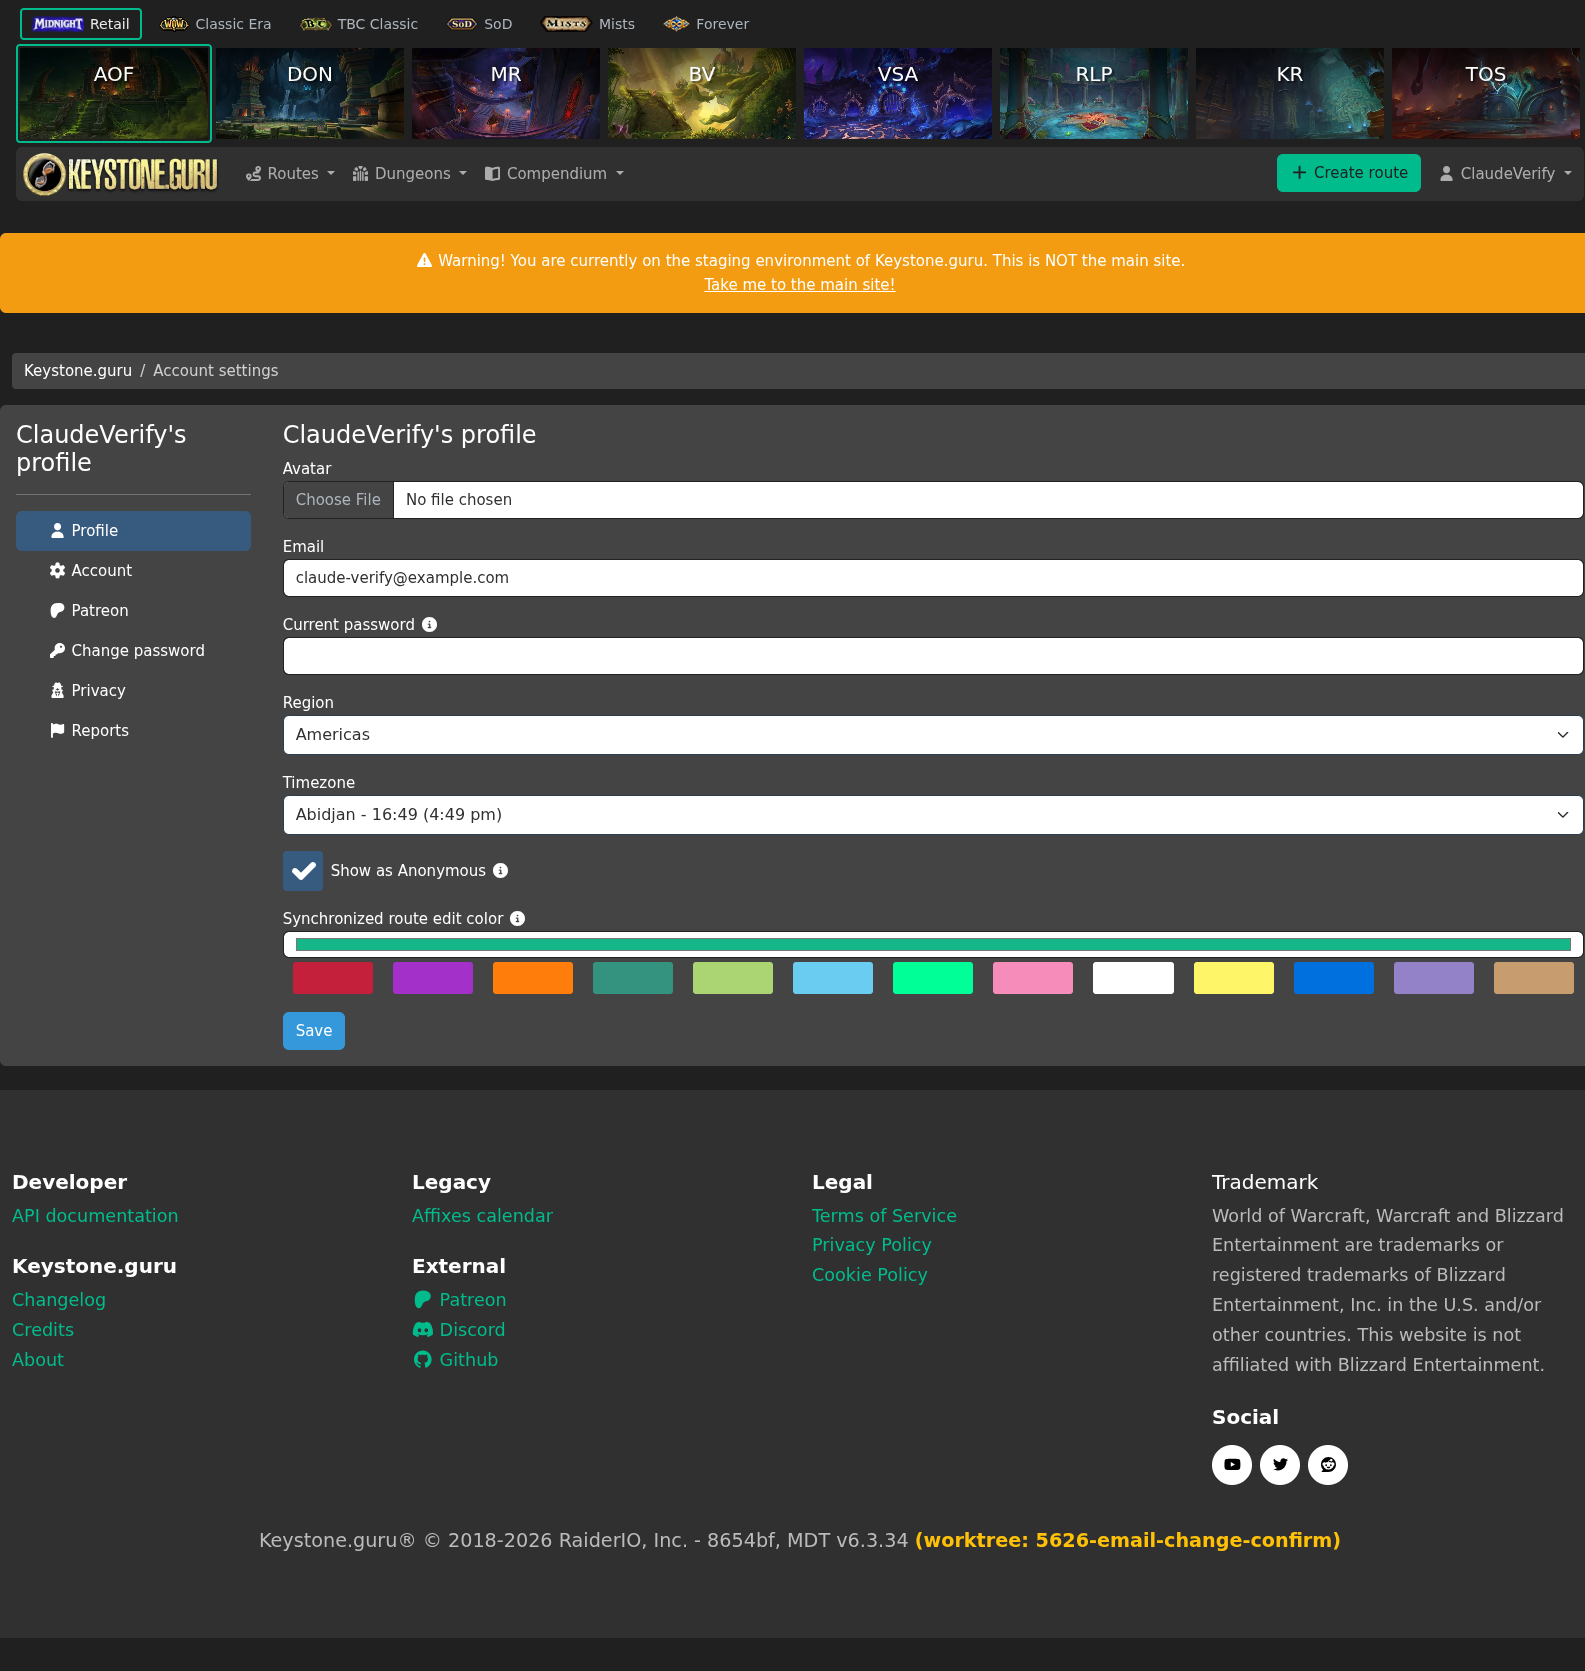 MIDNIGHT Retail
WOW Classic Era
BC TBC Classic
SoD SoD
MISTS Mists
Forever
AOF
DON
MR
BV
VSA
RLP
KR
TOS
KEYSTONE.GURU
Routes
Dungeons
Compendium
Create route
ClaudeVerify
Warning! You are currently on the staging environment of Keystone.guru. This is NOT the main site.
Take me to the main site!
Keystone.guru / Account settings
ClaudeVerify's
profile
Profile
Account
Patreon
Change password
Privacy
Reports
ClaudeVerify's profile
Avatar
Choose File No file chosen
Email
claude-verify@example.com
Current password
Region
Americas
Timezone
Abidjan - 16:49 (4:49 pm)
Show as Anonymous
Synchronized route edit color
Save
Developer
API documentation
Keystone.guru
Changelog
Credits
About
Legacy
Affixes calendar
External
Patreon
Discord
Github
Legal
Terms of Service
Privacy Policy
Cookie Policy
Trademark
World of Warcraft, Warcraft and Blizzard
Entertainment are trademarks or
registered trademarks of Blizzard
Entertainment, Inc. in the U.S. and/or
other countries. This website is not
affiliated with Blizzard Entertainment.
Social
Keystone.guru® © 2018-2026 RaiderIO, Inc. - 8654bf, MDT v6.3.34 (worktree: 5626-email-change-confirm)